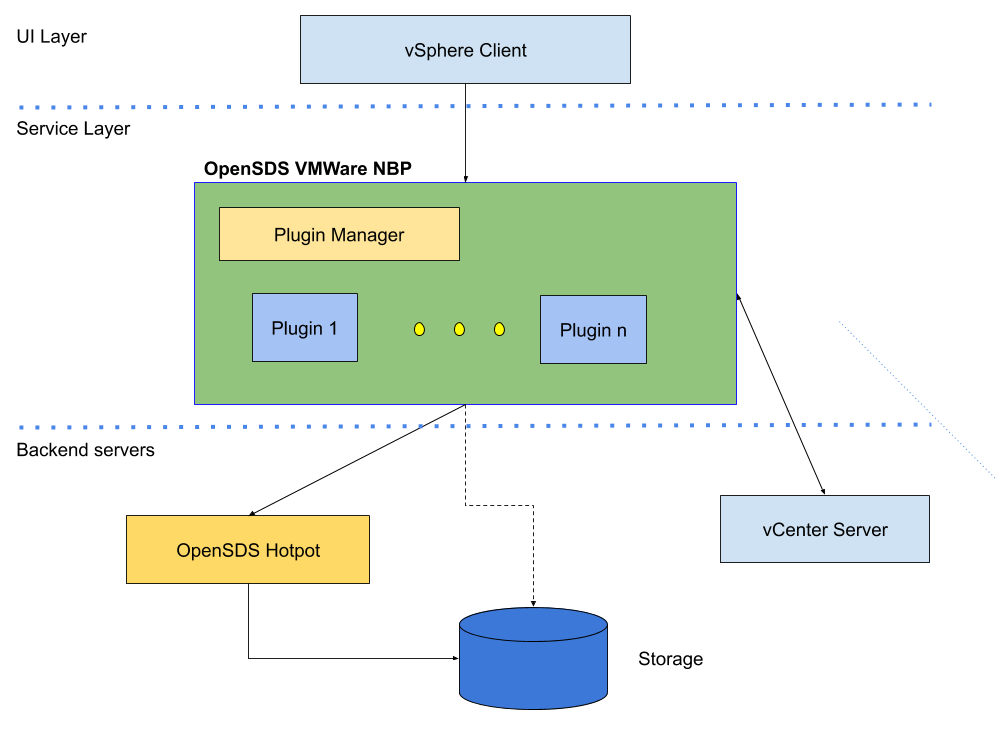 UI Layer
vSphere Client
Service Layer
OpenSDS VMWare NBP
Plugin Manager
Plugin 1
Plugin n
Backend servers
OpenSDS Hotpot
vCenter Server
Storage